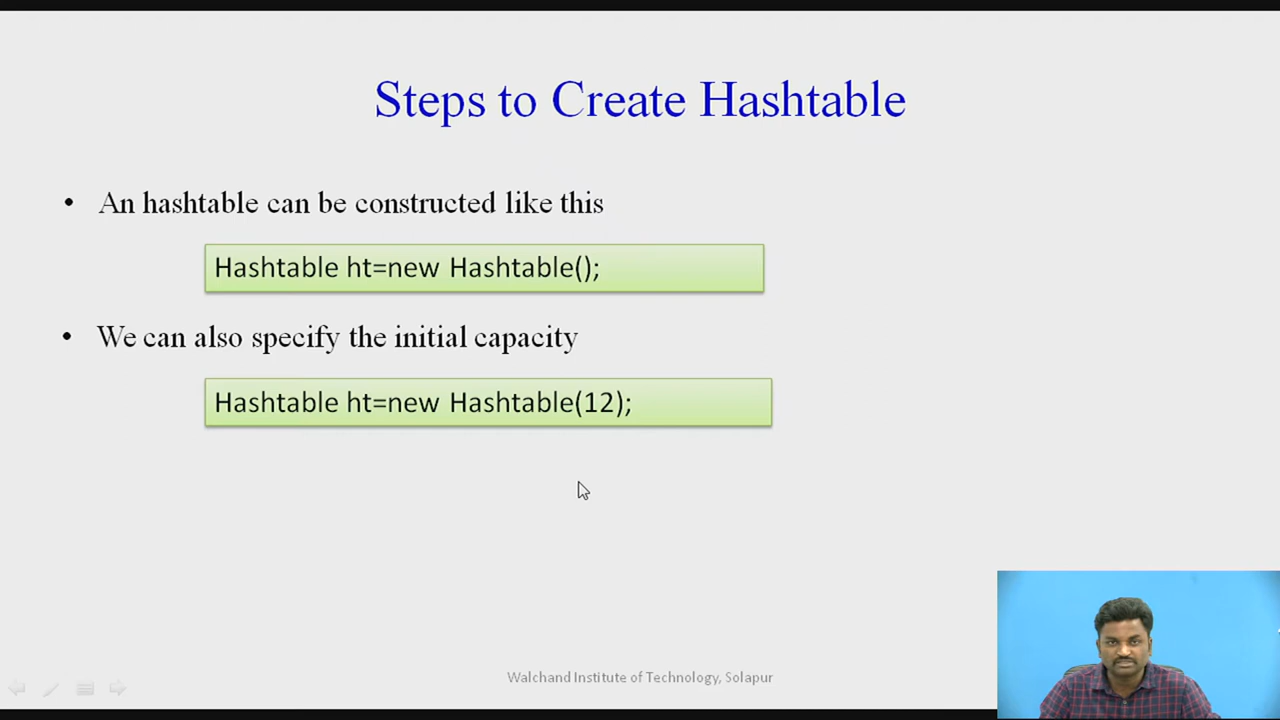 Steps to Create Hashtable
• An hashtable can be constructed like this
Hashtable ht=new Hashtable();
• We can also specify the initial capacity
Hashtable ht=new Hashtable(12);
Walchand Institute of Technology, Solapur